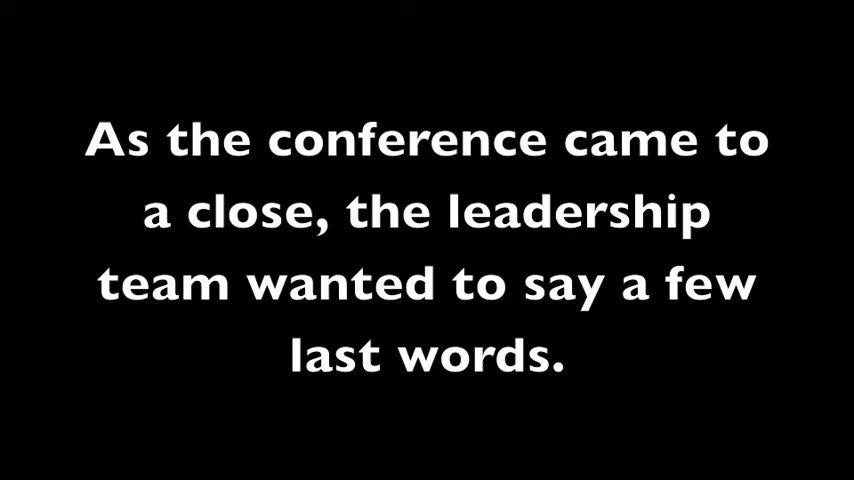 As the conference came to
a close, the leadership
team wanted to say a few
last words.